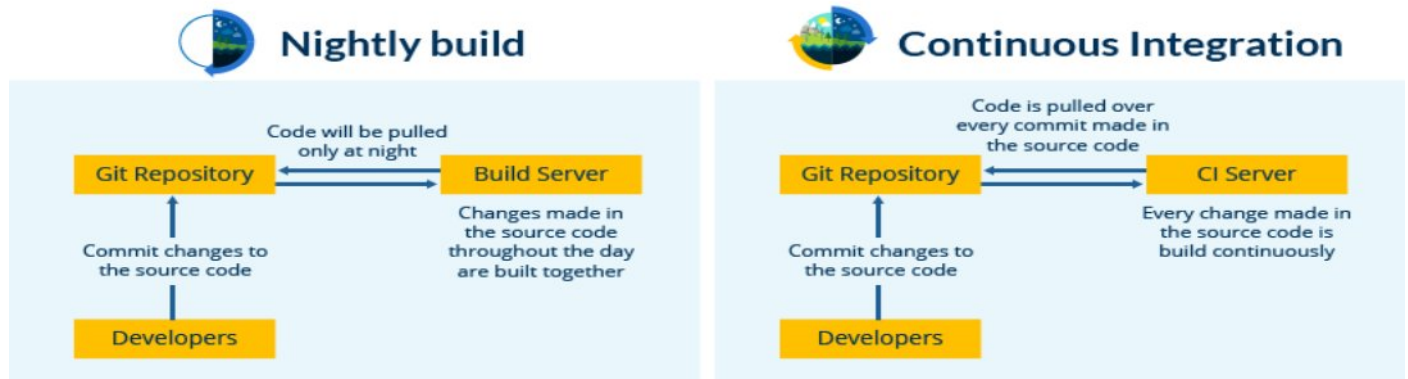 Nightly build
Code will be pulled
only at night
Git Repository
Build Server
Changes made in
the source code
throughout the day
are built together
Commit changes to
the source code
Developers
Continuous Integration
Code is pulled over
every commit made in
the source code
Git Repository
CI Server
Every change made in
the source code is
build continuously
Commit changes to
the source code
Developers